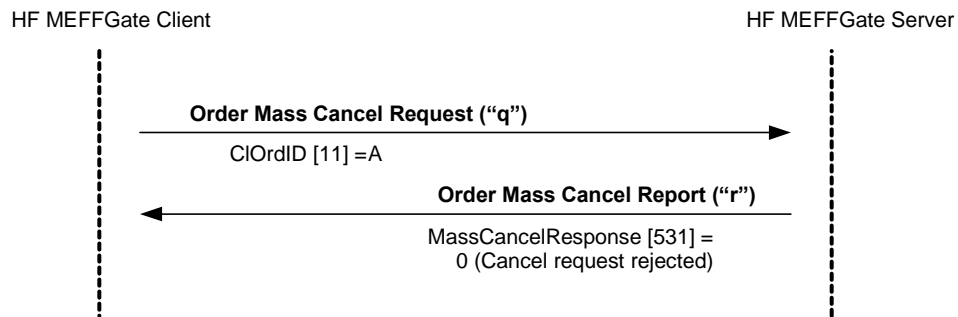 HF MEFFGate Client
HF MEFFGate Server
Order Mass Cancel Request (“q”)
ClOrdID [11] =A
Order Mass Cancel Report (“r”)
MassCancelResponse [531] =
0 (Cancel request rejected)